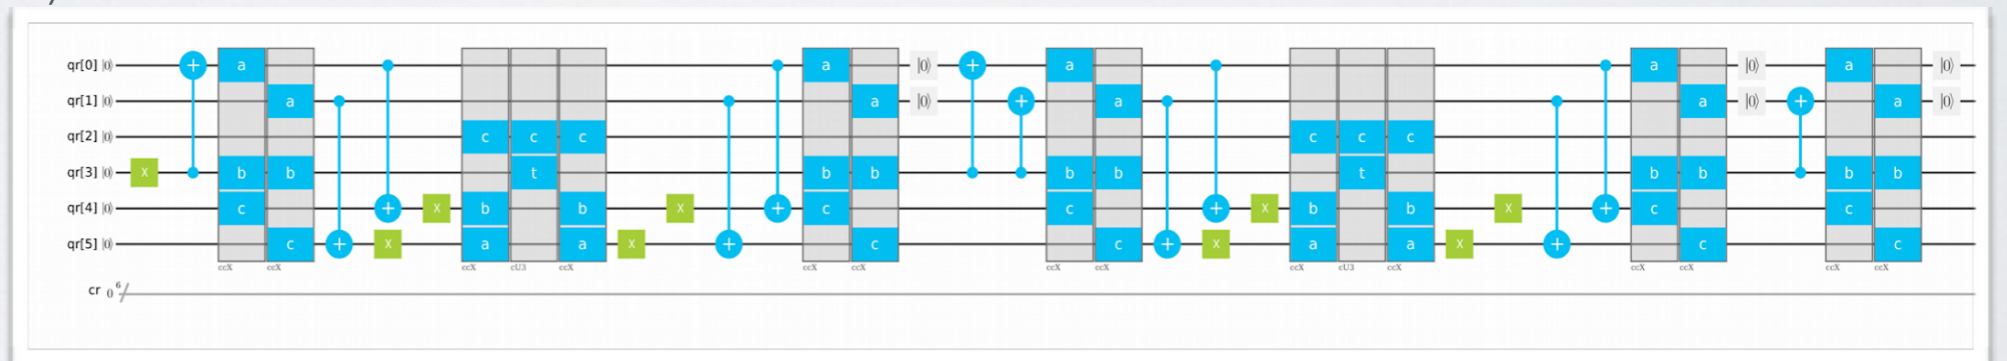 qr[0] |0⟩ + a a |0⟩ + a a |0⟩ a |0⟩
qr[1] |0⟩ a a |0⟩ + a a |0⟩ + a |0⟩
qr[2] |0⟩ c c c c c c
qr[3] |0⟩ X b b t b b b b t b b b b
qr[4] |0⟩ c + X b b X + c c + X b b X + c c
qr[5] |0⟩ c + X a a X + c c + X a a X + c c
ccX ccX ccX cU3 ccX ccX ccX ccX ccX ccX cU3 ccX ccX ccX ccX ccX
cr 0 6